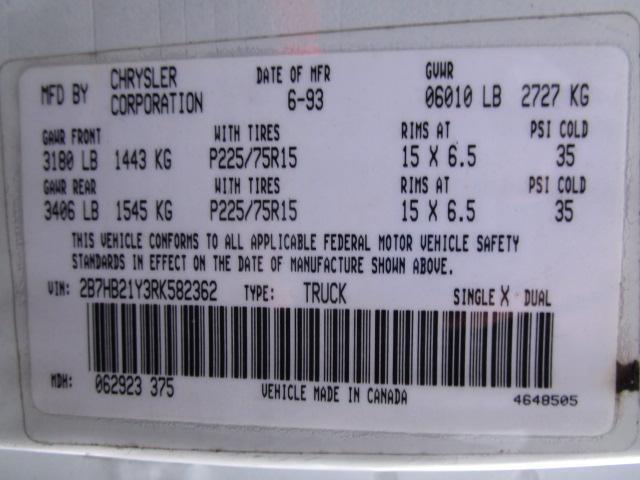 MFD BY CHRYSLER CORPORATION DATE OF MFR 6-93 GVWR 06010 LB 2727 KG
GAWR FRONT WITH TIRES RIMS AT PSI COLD
3180 LB 1443 KG P225/75R15 15 X 6.5 35
GAWR REAR WITH TIRES RIMS AT PSI COLD
3406 LB 1545 KG P225/75R15 15 X 6.5 35
THIS VEHICLE CONFORMS TO ALL APPLICABLE FEDERAL MOTOR VEHICLE SAFETY
STANDARDS IN EFFECT ON THE DATE OF MANUFACTURE SHOWN ABOVE.
VIN: 2B7HB21Y3RK582362 TYPE: TRUCK SINGLE X DUAL
MDH: 062923 375 VEHICLE MADE IN CANADA 4648505